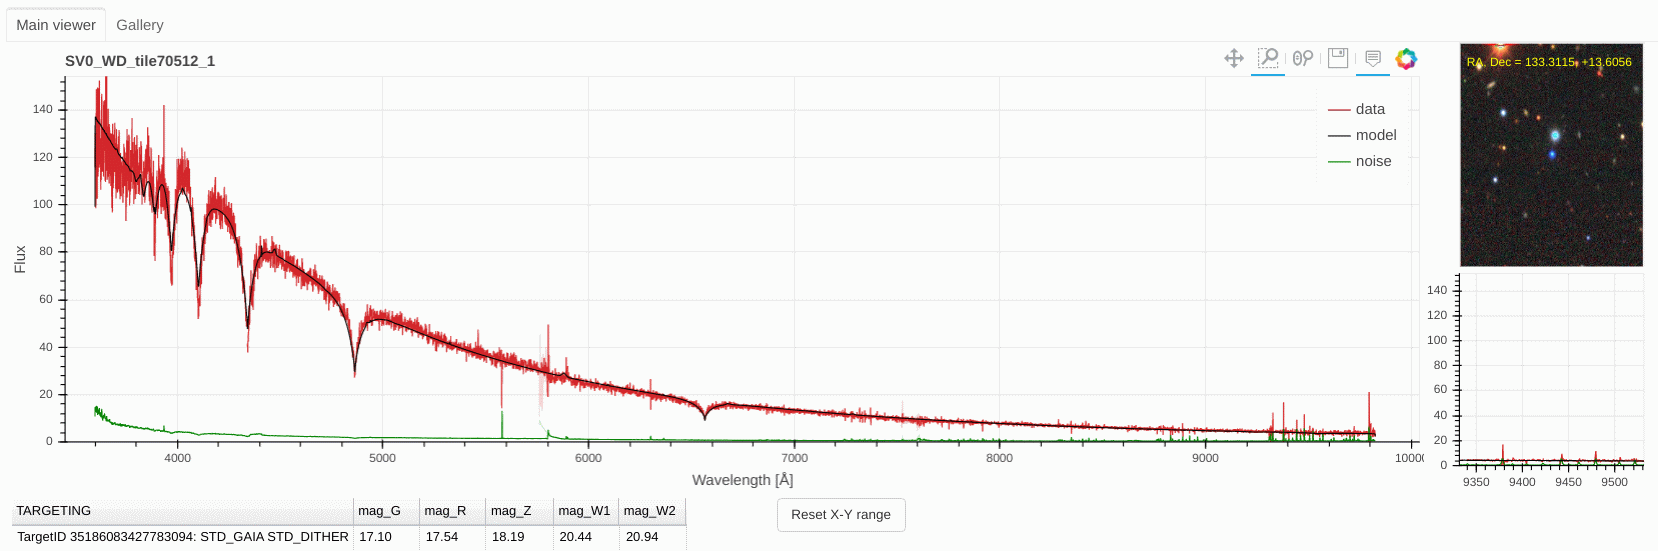 Main viewer Gallery
SV0_WD_tile70512_1
RA, Dec = 133.3115, +13.6056
data
model
noise
Flux
140
120
100
80
60
40
20
0
4000 5000 6000 7000 8000 9000 10000
Wavelength [Å]
140
120
100
80
60
40
20
0
9350 9400 9450 9500
TARGETING mag_G mag_R mag_Z mag_W1 mag_W2
TargetID 35186083427783094: STD_GAIA STD_DITHER 17.10 17.54 18.19 20.44 20.94
Reset X-Y range